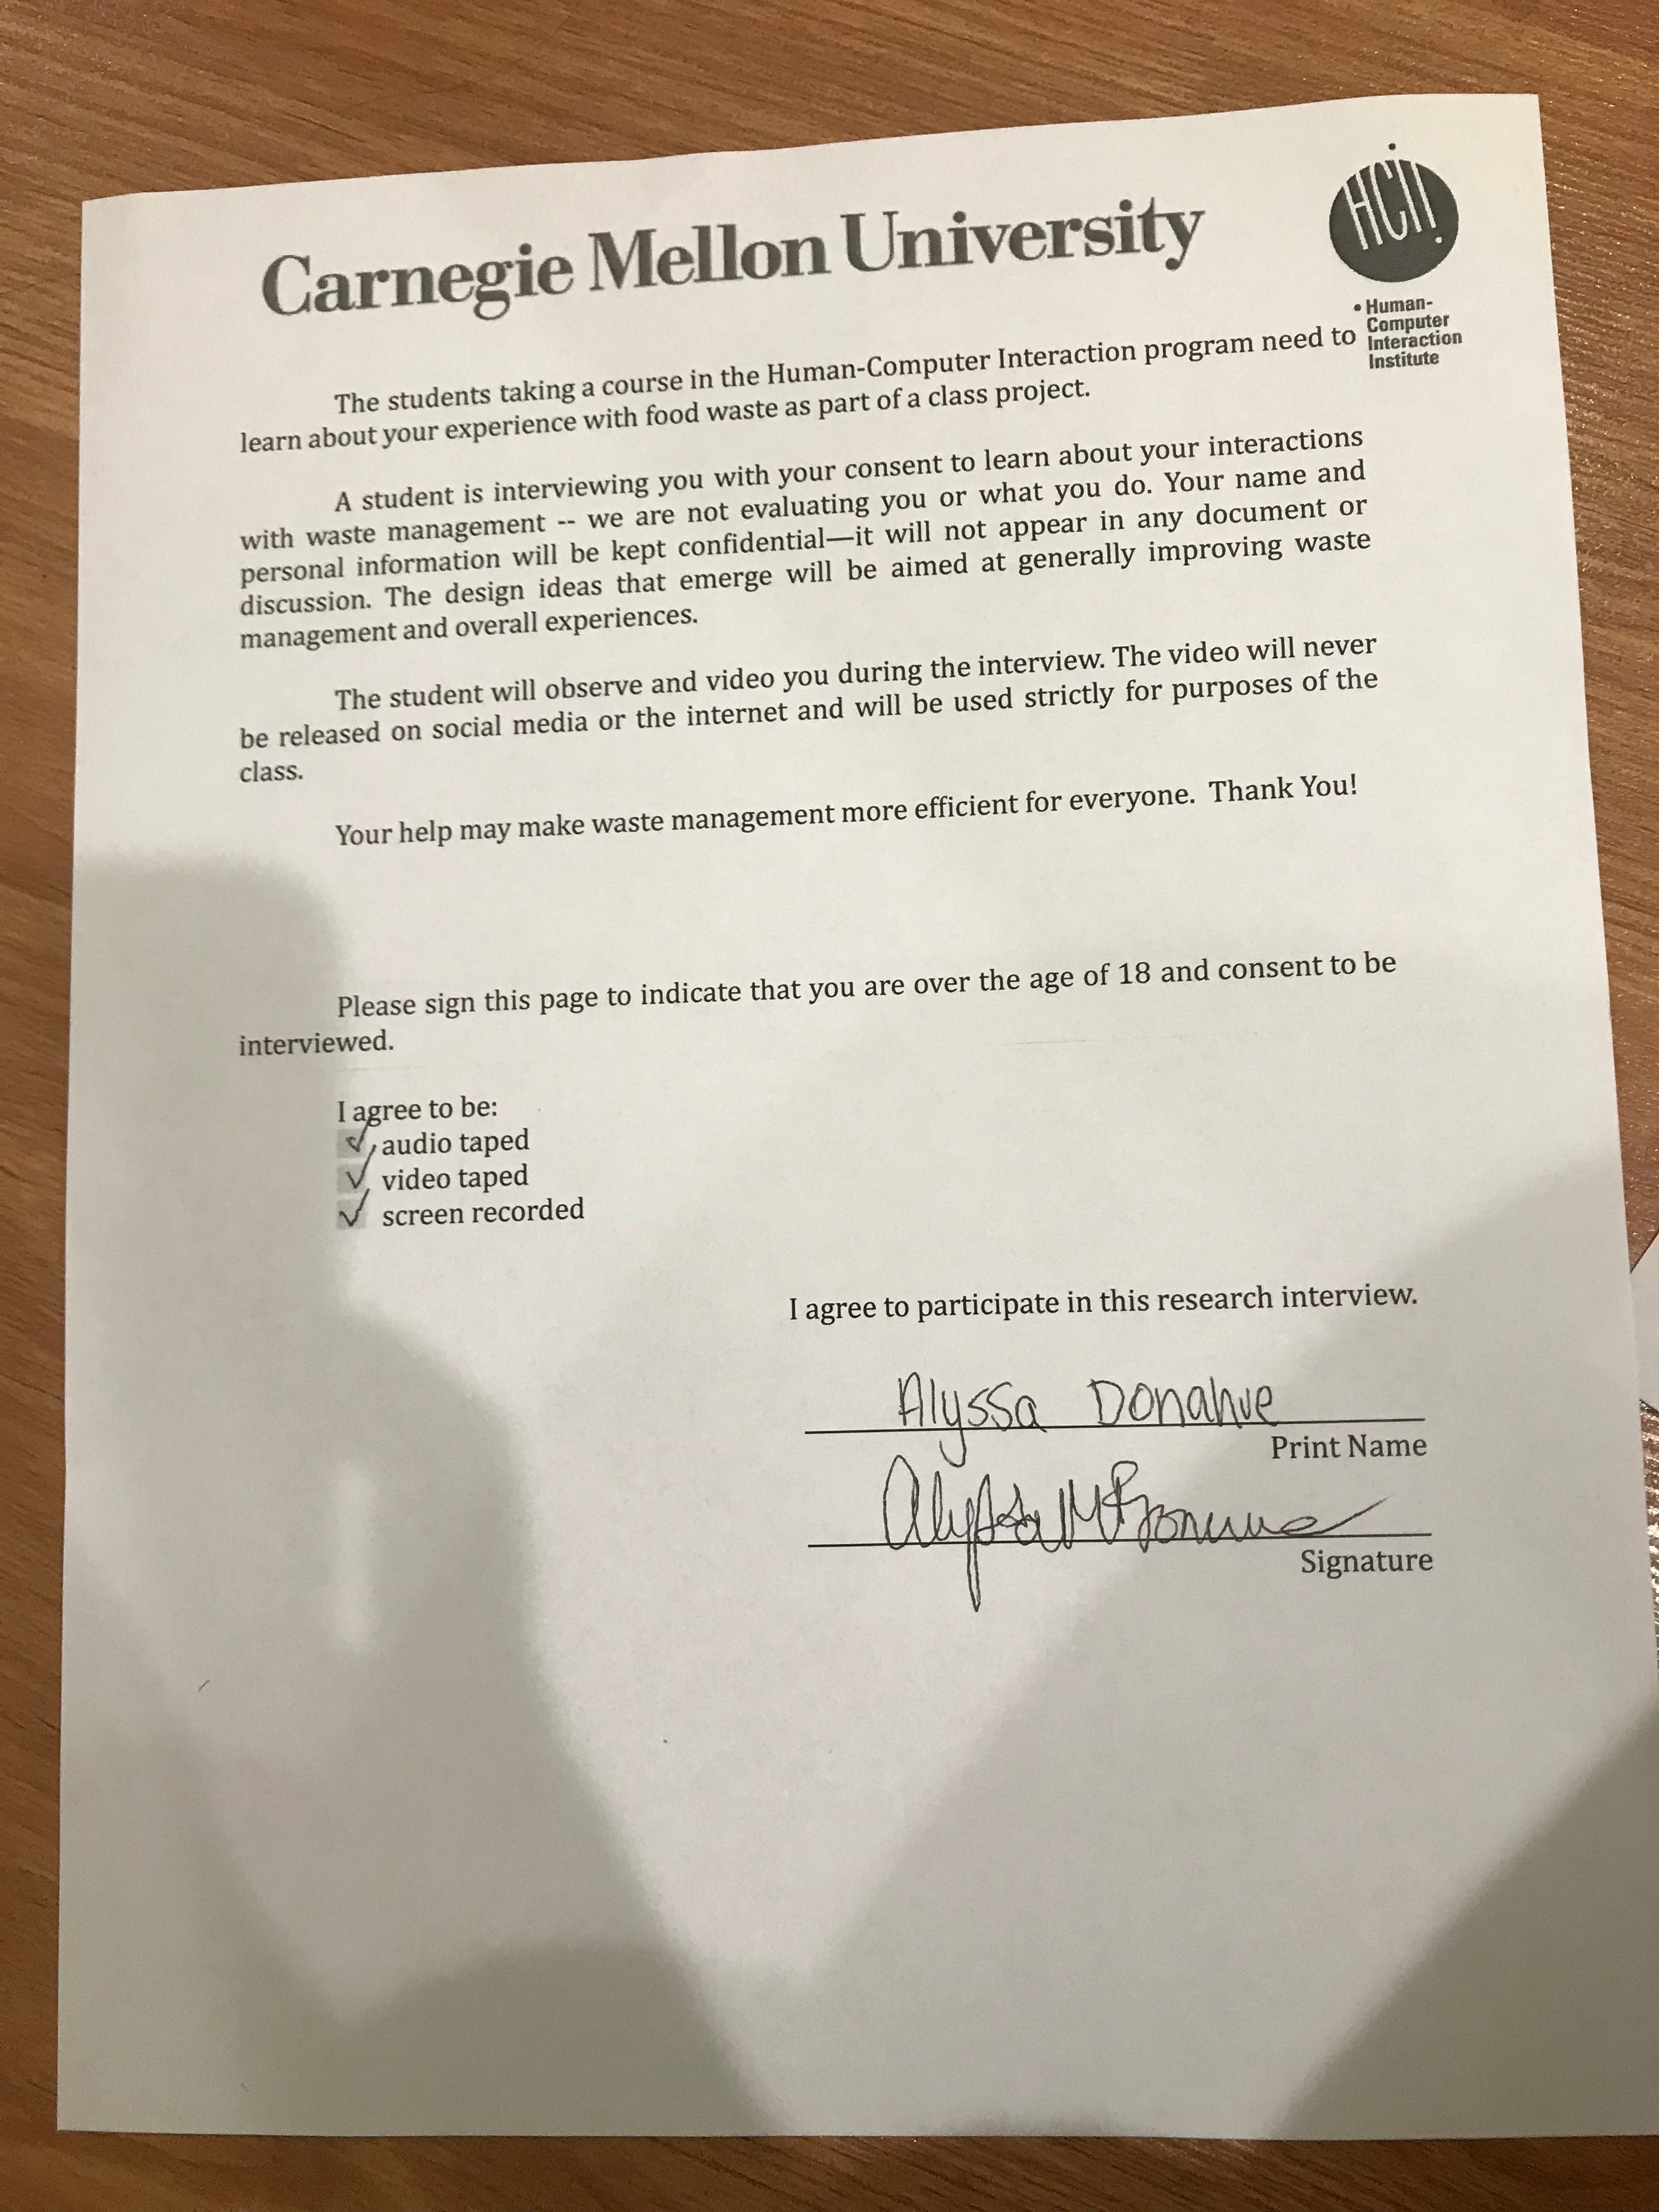 Carnegie Mellon University
HCII
• Human-
Computer
Interaction
Institute
The students taking a course in the Human-Computer Interaction program need to
learn about your experience with food waste as part of a class project.
A student is interviewing you with your consent to learn about your interactions
with waste management -- we are not evaluating you or what you do. Your name and
personal information will be kept confidential—it will not appear in any document or
discussion. The design ideas that emerge will be aimed at generally improving waste
management and overall experiences.
The student will observe and video you during the interview. The video will never
be released on social media or the internet and will be used strictly for purposes of the
class.
Your help may make waste management more efficient for everyone. Thank You!
Please sign this page to indicate that you are over the age of 18 and consent to be
interviewed.
I agree to be:
✓ audio taped
✓ video taped
✓ screen recorded
I agree to participate in this research interview.
Alyssa Donahue
Print Name
Alyssa M
Signature